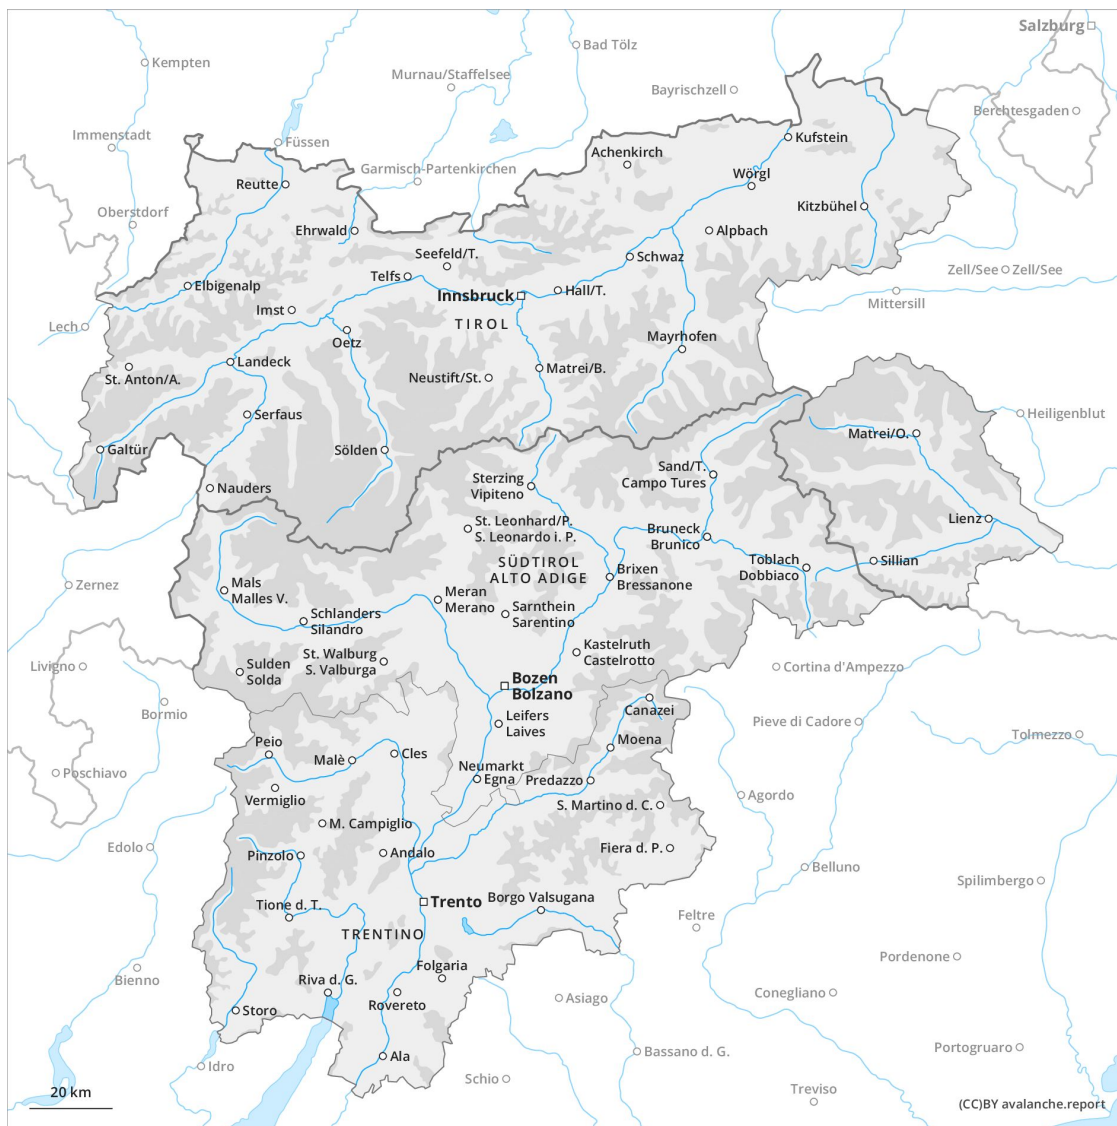 Salzburg
Bad Tölz
Kempten
Murnau/Staffelsee
Bayrischzell
Berchtesgaden
Immenstadt
Füssen
Kufstein
Achenkirch
Garmisch-Partenkirchen
Wörgl
Reutte
Oberstdorf
Kitzbühel
Ehrwald
Alpbach
Seefeld/T.
Schwaz
Telfs
Zell/See
Zell/See
Elbigenalp
Innsbruck
Hall/T.
Mittersill
Imst
TIROL
Lech
Oetz
Mayrhofen
Landeck
Matrei/B.
St. Anton/A.
Neustift/St.
Serfaus
Heiligenblut
Matrei/O.
Galtür
Sölden
Sand/T.
Campo Tures
Sterzing
Vipiteno
Nauders
Lienz
St. Leonhard/P.
S. Leonardo i. P.
Bruneck
Brunico
SÜDTIROL
ALTO ADIGE
Toblach
Dobbiaco
Sillian
Brixen
Bressanone
Zernez
Mals
Malles V.
Meran
Merano
Sarnthein
Sarentino
Schlanders
Silandro
Kastelruth
Castelrotto
St. Walburg
S. Valburga
Livigno
Sulden
Solda
Cortina d'Ampezzo
Bozen
Bolzano
Canazei
Bormio
Leifers
Laives
Pieve di Cadore
Tolmezzo
Moena
Peio
Malè
Cles
Neumarkt
Egna
Predazzo
Poschiavo
Vermiglio
Agordo
S. Martino d. C.
M. Campiglio
Edolo
Pinzolo
Andalo
Fiera d. P.
Belluno
Spilimbergo
Tione d. T.
Trento
Borgo Valsugana
Feltre
TRENTINO
Pordenone
Bienno
Folgaria
Riva d. G.
Rovereto
Asiago
Conegliano
Storo
Ala
Bassano d. G.
Portogruaro
Idro
Schio
Treviso
20 km
(CC)BY avalanche.report